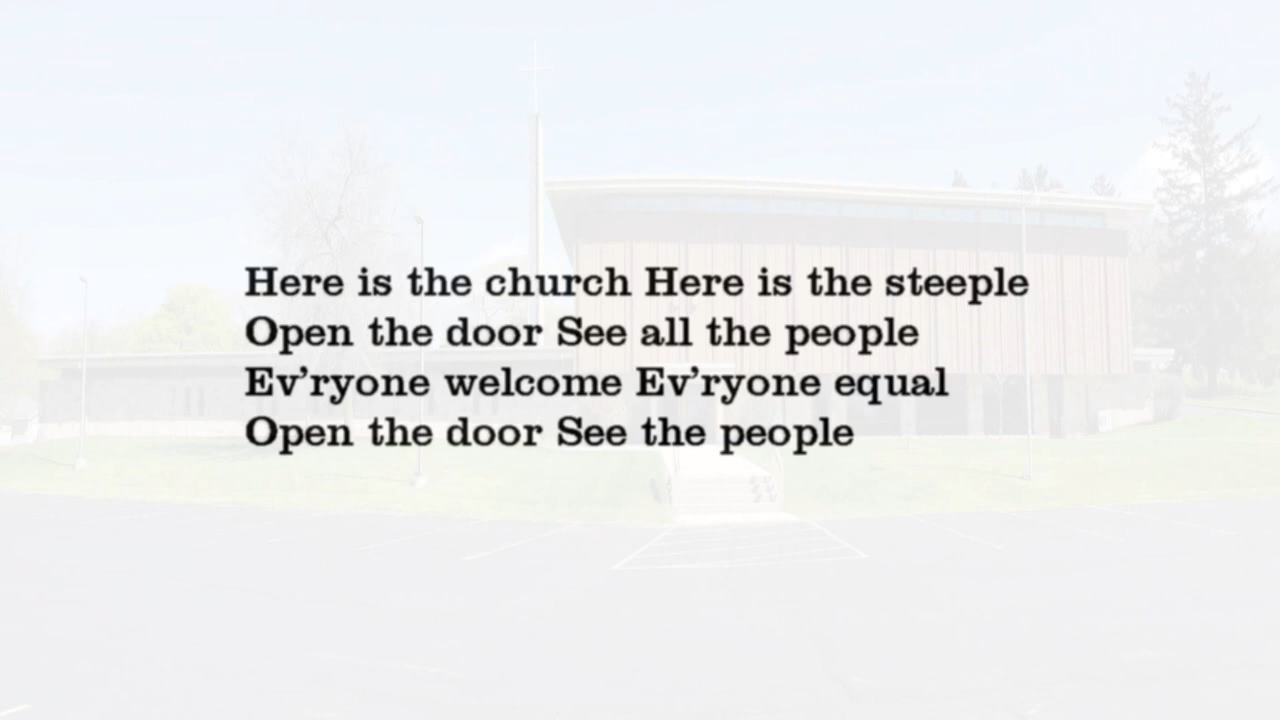 Here is the church Here is the steeple
Open the door See all the people
Ev’ryone welcome Ev’ryone equal
Open the door See the people